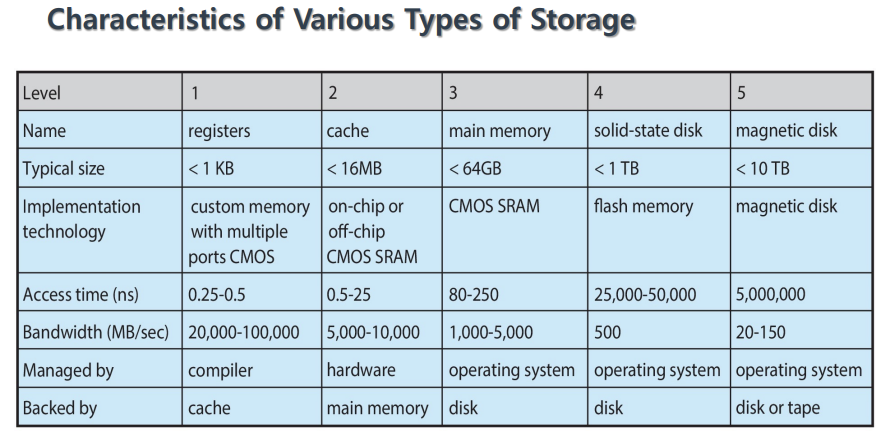 Characteristics of Various Types of Storage
Level 1 2 3 4 5
Name registers cache main memory solid-state disk magnetic disk
Typical size < 1 KB < 16MB < 64GB < 1 TB < 10 TB
Implementation technology custom memory with multiple ports CMOS on-chip or off-chip CMOS SRAM CMOS SRAM flash memory magnetic disk
Access time (ns) 0.25-0.5 0.5-25 80-250 25,000-50,000 5,000,000
Bandwidth (MB/sec) 20,000-100,000 5,000-10,000 1,000-5,000 500 20-150
Managed by compiler hardware operating system operating system operating system
Backed by cache main memory disk disk disk or tape